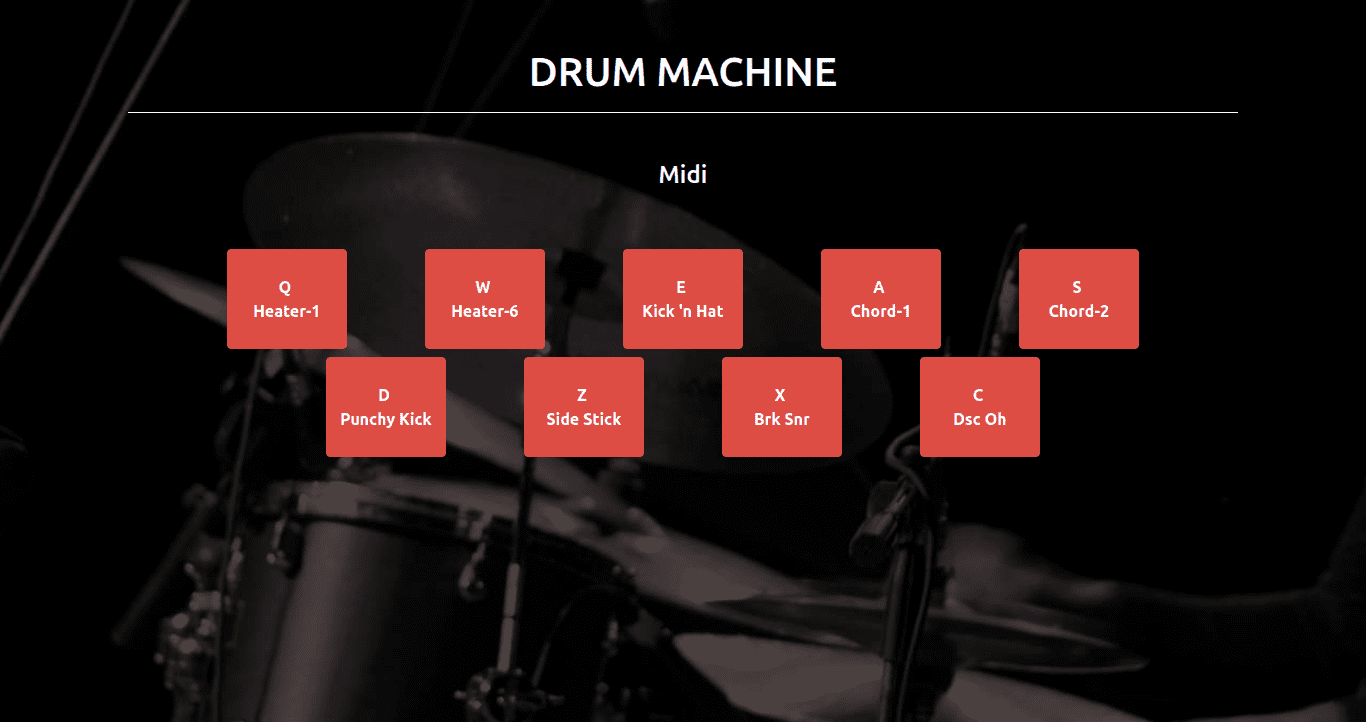 DRUM MACHINE
Midi
Q
Heater-1
W
Heater-6
E
Kick 'n Hat
A
Chord-1
S
Chord-2
D
Punchy Kick
Z
Side Stick
X
Brk Snr
C
Dsc Oh